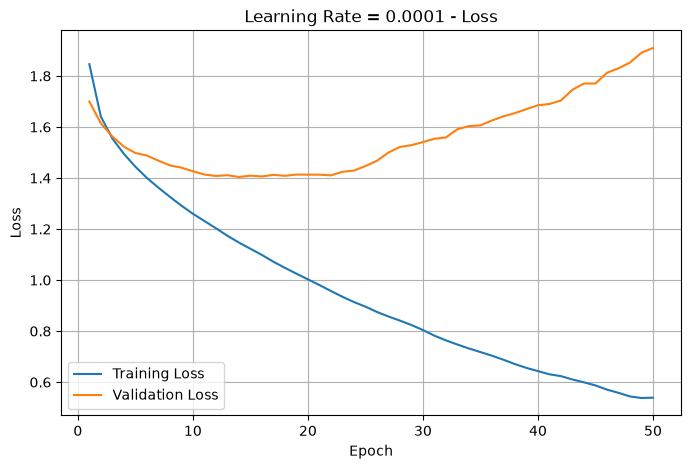 Learning Rate = 0.0001 - Loss
1.8
1.6
1.4
1.2
1.0
0.8
0.6
Loss
Training Loss
Validation Loss
0 10 20 30 40 50
Epoch